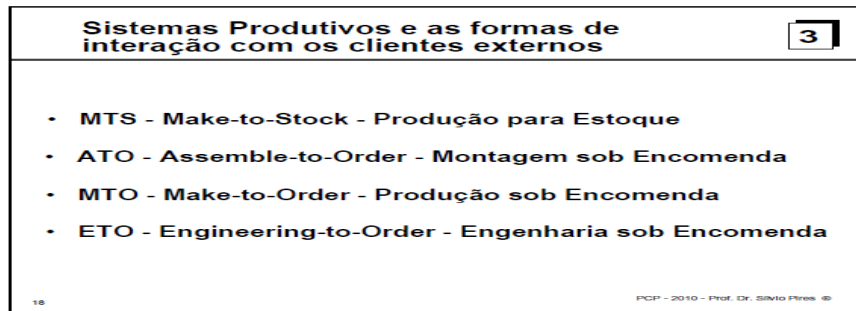 Sistemas Produtivos e as formas de
interação com os clientes externos
3
• MTS - Make-to-Stock - Produção para Estoque
• ATO - Assemble-to-Order - Montagem sob Encomenda
• MTO - Make-to-Order - Produção sob Encomenda
• ETO - Engineering-to-Order - Engenharia sob Encomenda
18
PCP - 2010 - Prof. Dr. Sílvio Pires ®